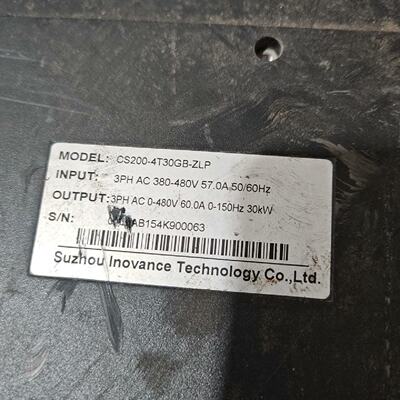 MODEL: CS200-4T30GB-ZLP
INPUT: 3PH AC 380-480V 57.0A 50/60Hz
OUTPUT: 3PH AC 0-480V 60.0A 0-150Hz 30kW
S/N:
Suzhou Inovance Technology Co.,Ltd.